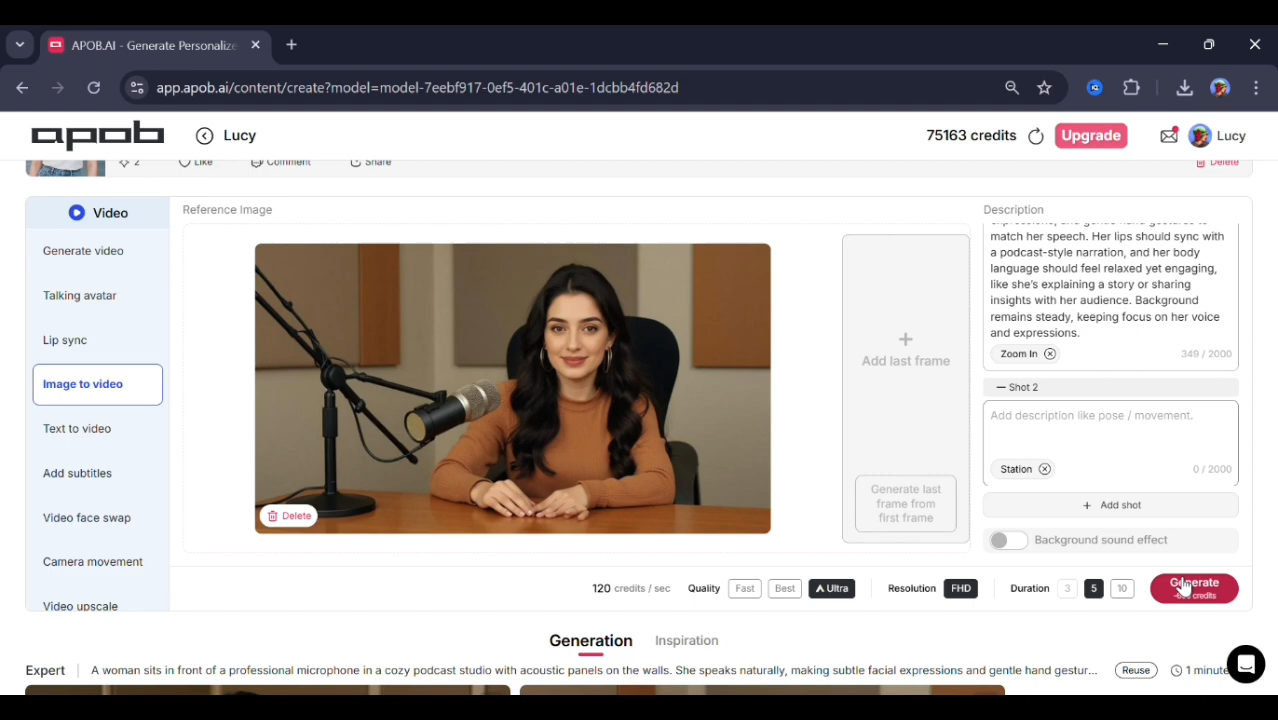 APOB.AI - Generate Personalize
app.apob.ai/content/create?model=model-7eebf917-0ef5-401c-a01e-1dcbb4fd682d
apob
Lucy
75163 credits
Upgrade
Lucy
2
Like
Comment
Share
Delete
Video
Generate video
Talking avatar
Lip sync
Image to video
Text to video
Add subtitles
Video face swap
Camera movement
Video upscale
Reference Image
Delete
Add last frame
Generate last
frame from
first frame
Description
match her speech. Her lips should sync with
a podcast-style narration, and her body
language should feel relaxed yet engaging,
like she's explaining a story or sharing
insights with her audience. Background
remains steady, keeping focus on her voice
and expressions.
Zoom In
349 / 2000
Shot 2
Add description like pose / movement.
Station
0 / 2000
+ Add shot
Background sound effect
120 credits / sec
Quality
Fast
Best
Ultra
Resolution
FHD
Duration
3
5
10
Generate
credits
Generation
Inspiration
Expert
A woman sits in front of a professional microphone in a cozy podcast studio with acoustic panels on the walls. She speaks naturally, making subtle facial expressions and gentle hand gestur...
Reuse
1 minute